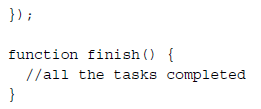 });
function finish() {
//all the tasks completed
}